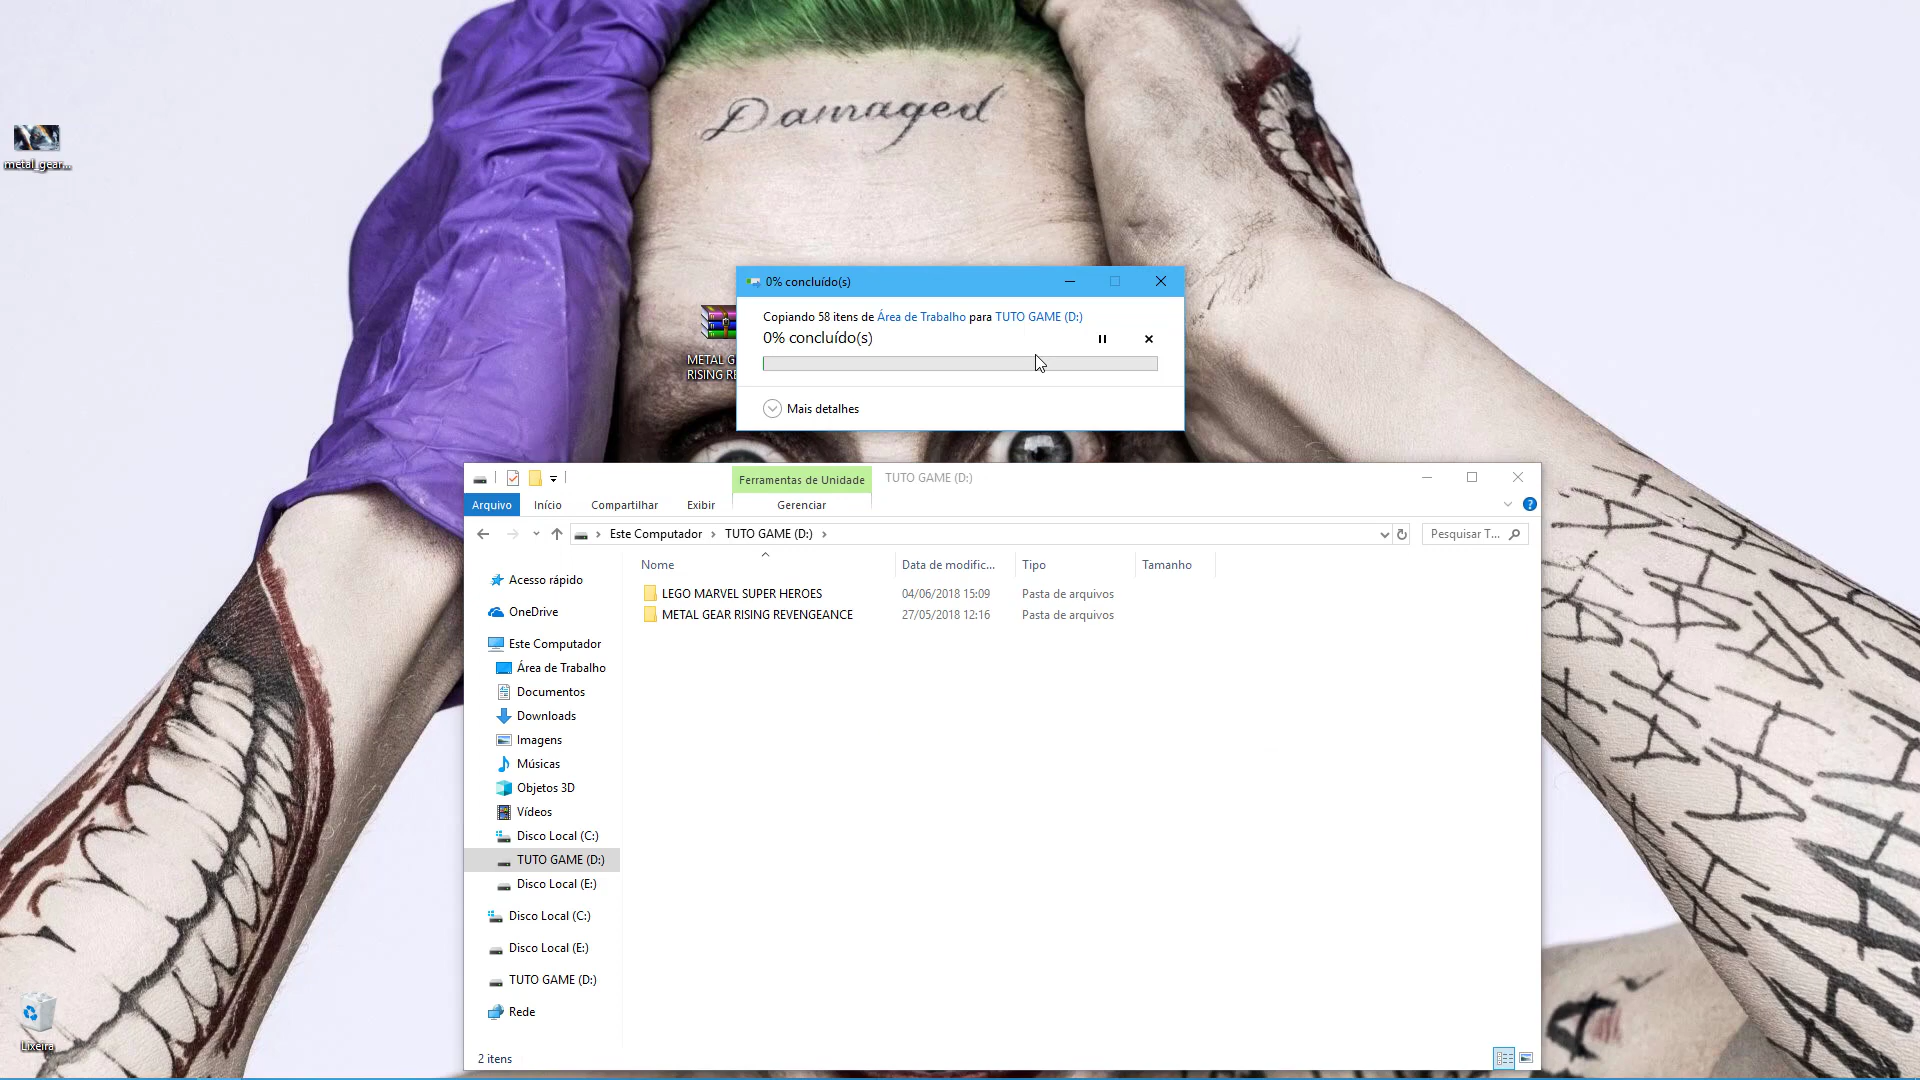 Damaged
metal_gear...
METAL G
RISING RE
0% concluído(s)
Copiando 58 itens de Área de Trabalho para TUTO GAME (D:)
0% concluído(s)
Mais detalhes
Ferramentas de Unidade
TUTO GAME (D:)
Arquivo
Início
Compartilhar
Exibir
Gerenciar
Este Computador
TUTO GAME (D:)
Pesquisar T...
Nome
Data de modific...
Tipo
Tamanho
LEGO MARVEL SUPER HEROES
04/06/2018 15:09
Pasta de arquivos
METAL GEAR RISING REVENGEANCE
27/05/2018 12:16
Pasta de arquivos
Acesso rápido
OneDrive
Este Computador
Área de Trabalho
Documentos
Downloads
Imagens
Músicas
Objetos 3D
Vídeos
Disco Local (C:)
TUTO GAME (D:)
Disco Local (E:)
Disco Local (C:)
Disco Local (E:)
TUTO GAME (D:)
Rede
2 itens
Lixeira